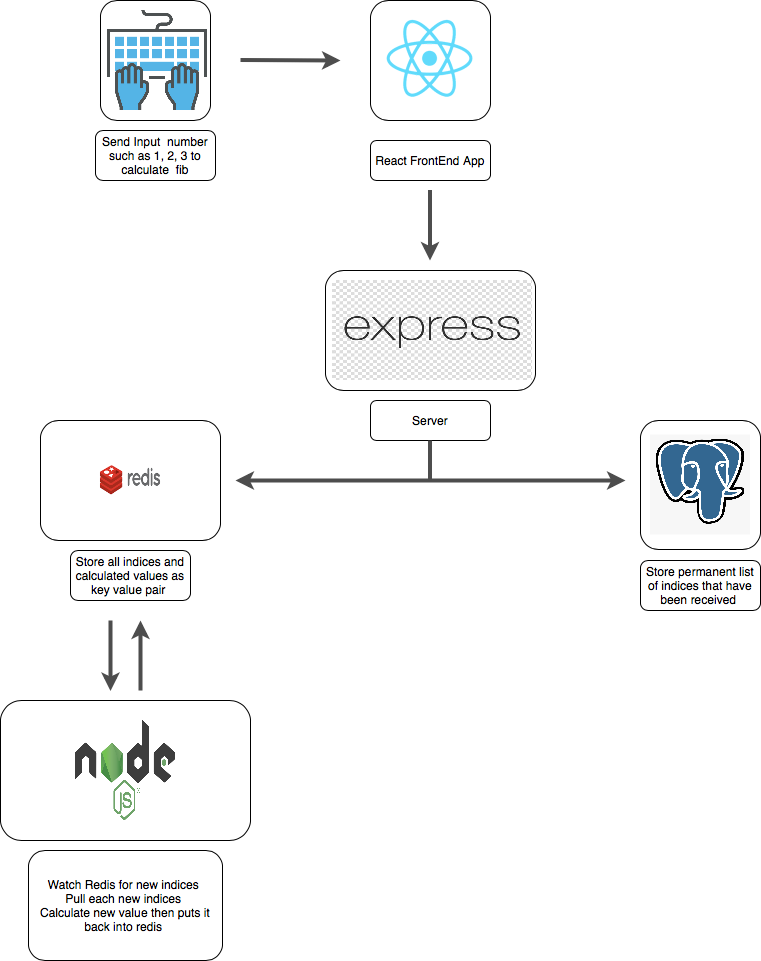 Send Input number
such as 1, 2, 3 to
calculate fib
React FrontEnd App
express
Server
redis
Store all indices and
calculated values as
key value pair
Store permanent list
of indices that have
been received
node
JS
Watch Redis for new indices
Pull each new indices
Calculate new value then puts it
back into redis